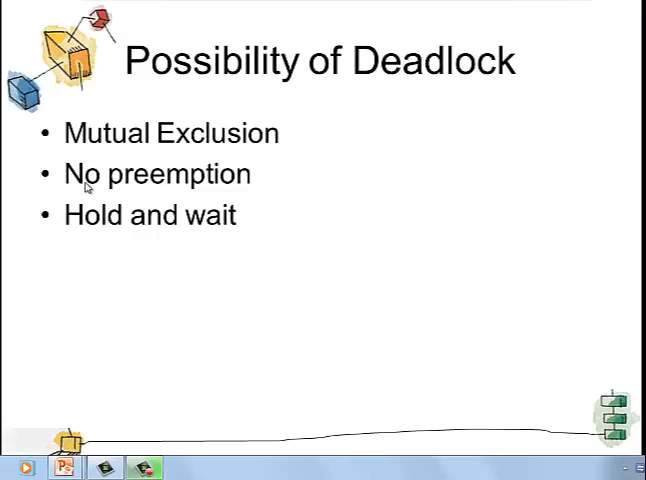 Possibility of Deadlock
• Mutual Exclusion
• No preemption
• Hold and wait